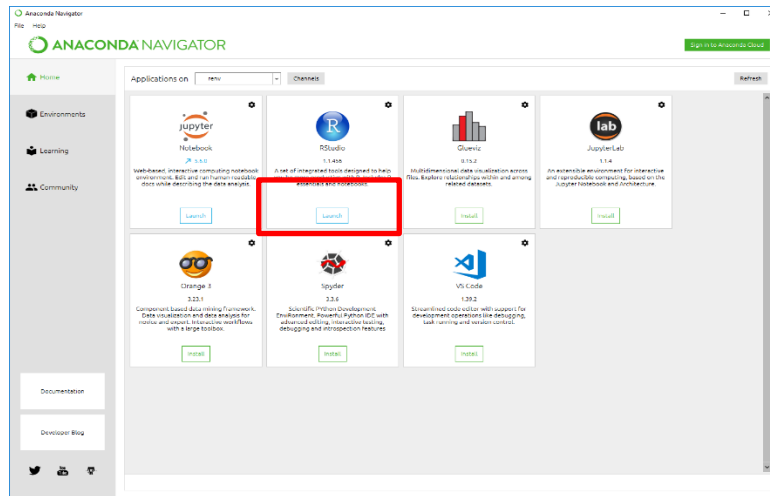 Anaconda Navigator
File Help
ANACONDA NAVIGATOR
Sign in to Anaconda Cloud
Home
Environments
Learning
Community
Documentation
Developer Blog
Applications on renv Channels
Refresh
jupyter
Notebook
5.6.0
Web-based, interactive computing notebook
environment. Edit and run human-readable
docs while describing the data analysis.
Launch
R
RStudio
1.1.456
A set of integrated tools designed to help
essentials and notebooks.
Launch
Glueviz
0.15.2
Multidimensional data visualization across
files. Explore relationships within and among
related datasets.
Install
lab
JupyterLab
1.1.4
An extensible environment for interactive
and reproducible computing, based on the
Jupyter Notebook and Architecture.
Install
Orange 3
3.23.1
Component based data mining framework.
Data visualization and data analysis for
novice and expert. Interactive workflows
with a large toolbox.
Install
Spyder
3.3.6
Scientific PYthon Development
EnviRonment. Powerful Python IDE with
advanced editing, interactive testing,
debugging and introspection features
Install
VS Code
1.39.2
Streamlined code editor with support for
development operations like debugging,
task running and version control.
Install